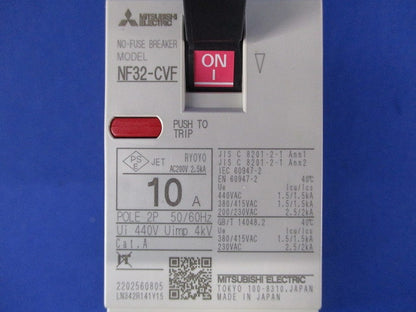 MITSUBISHI
ELECTRIC
NO-FUSE BREAKER
MODEL
NF32-CVF
ON
I
PUSH TO
TRIP
PS
E
JET
RYOYO
AC200V 2.5kA
10 A
POLE 2P 50/60Hz
Ui 440V Uimp 4kV
Cat. A
JIS C 8201-2-1 Ann1
JIS C 8201-2-1 Ann2
IEC 60947-2
EN 60947-2 40℃
Ue Icu/Ics
440VAC 1.5/1.5kA
380/415VAC 1.5/1.5kA
200/230VAC 2.5/2kA
GB/T 14048.2 40℃
Ue Icu/Ics
380/415VAC 1.5/1.5kA
230VAC 2.5/2kA
2202560805
LN342R141Y15
MITSUBISHI ELECTRIC
TOKYO 100-8310, JAPAN
MADE IN JAPAN